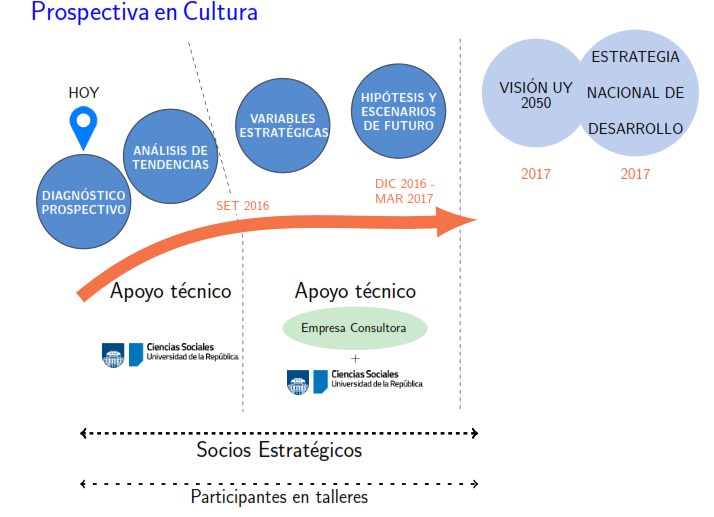 Prospectiva en Cultura
HOY
DIAGNÓSTICO
PROSPECTIVO
ANÁLISIS DE
TENDENCIAS
VARIABLES
ESTRATÉGICAS
HIPÓTESIS Y
ESCENARIOS
DE FUTURO
VISIÓN UY
2050
ESTRATEGIA
NACIONAL DE
DESARROLLO
SET 2016
DIC 2016 -
MAR 2017
2017
2017
Apoyo técnico
Ciencias Sociales
Universidad de la República
Apoyo técnico
Empresa Consultora
+
Ciencias Sociales
Universidad de la República
Socios Estratégicos
Participantes en talleres